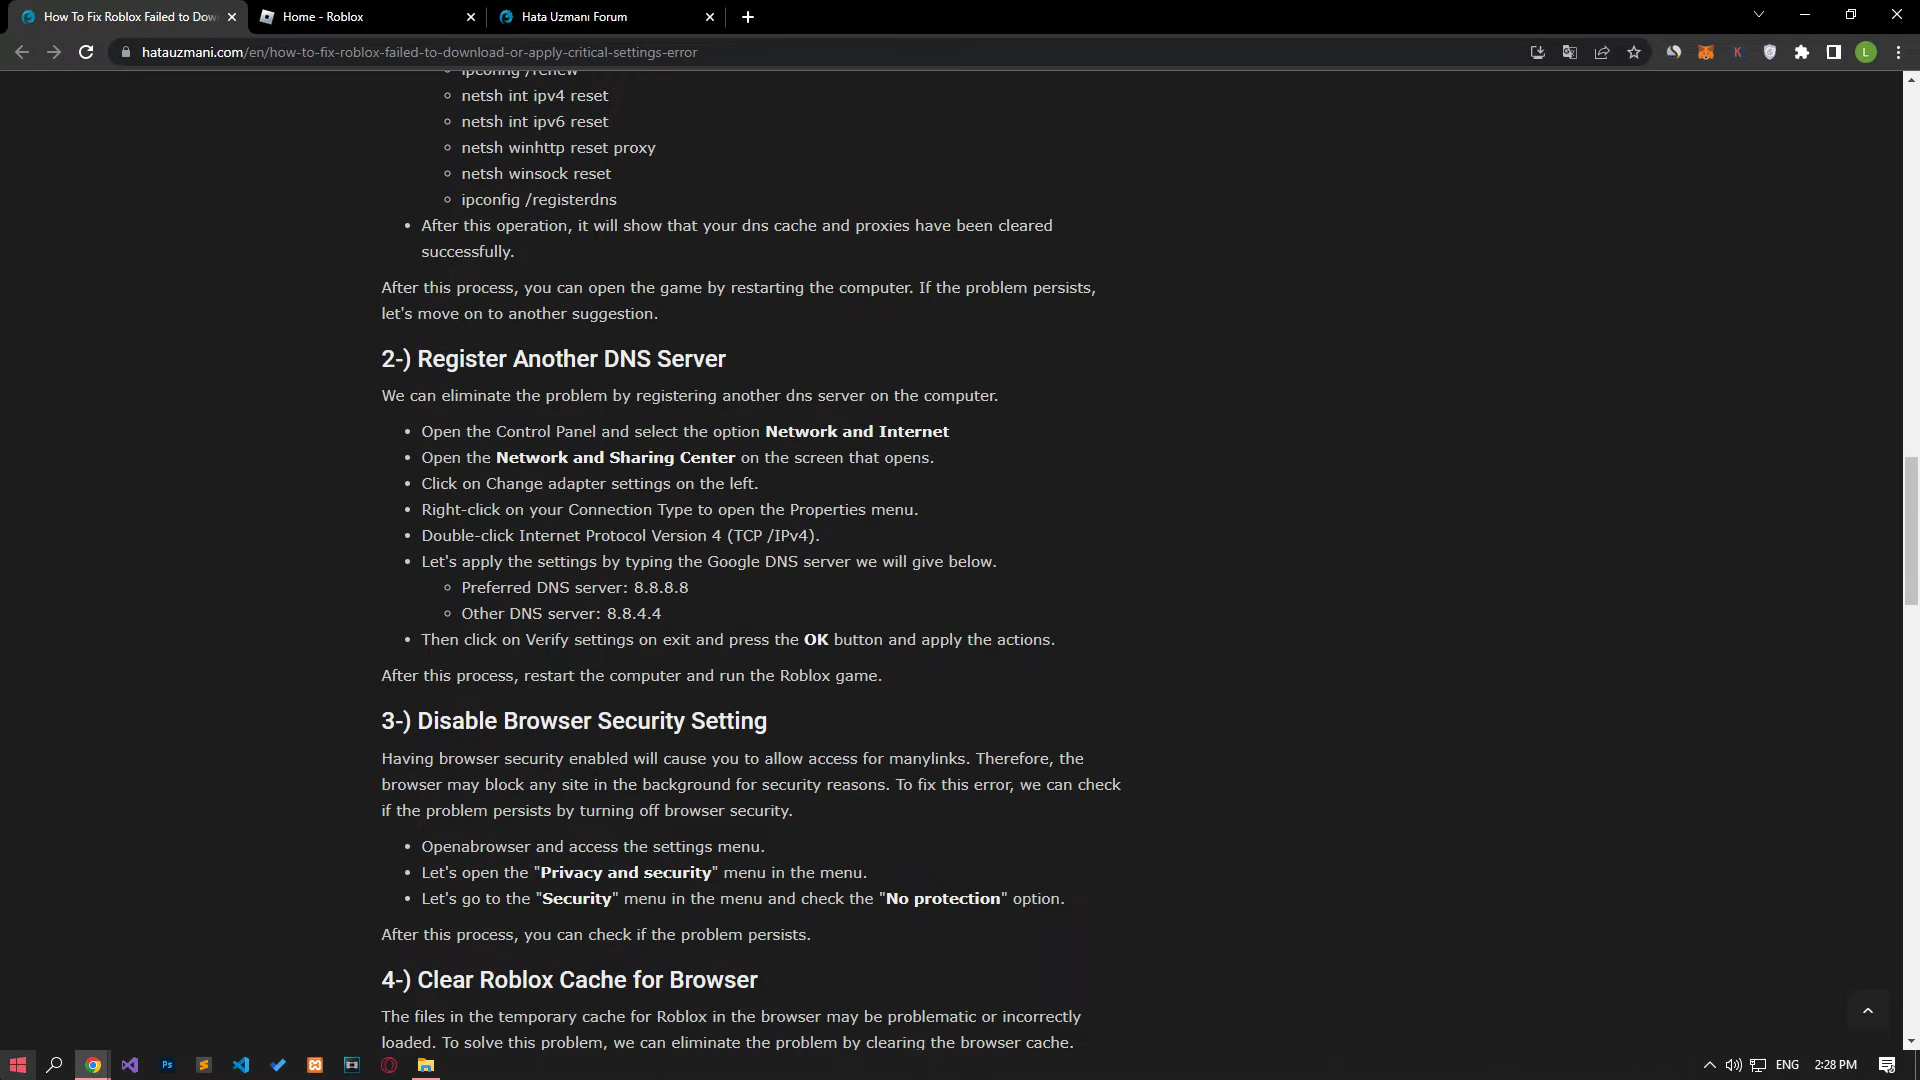 How To Fix Roblox Failed to Dow
Home - Roblox
Hata Uzmanı Forum
hatauzmani.com/en/how-to-fix-roblox-failed-to-download-or-apply-critical-settings-error
K
L
ipconfig /renew
netsh int ipv4 reset
netsh int ipv6 reset
netsh winhttp reset proxy
netsh winsock reset
ipconfig /registerdns
After this operation, it will show that your dns cache and proxies have been cleared
successfully.
After this process, you can open the game by restarting the computer. If the problem persists,
let's move on to another suggestion.
2-) Register Another DNS Server
We can eliminate the problem by registering another dns server on the computer.
Open the Control Panel and select the option Network and Internet
Open the Network and Sharing Center on the screen that opens.
Click on Change adapter settings on the left.
Right-click on your Connection Type to open the Properties menu.
Double-click Internet Protocol Version 4 (TCP /IPv4).
Let's apply the settings by typing the Google DNS server we will give below.
Preferred DNS server: 8.8.8.8
Other DNS server: 8.8.4.4
Then click on Verify settings on exit and press the OK button and apply the actions.
After this process, restart the computer and run the Roblox game.
3-) Disable Browser Security Setting
Having browser security enabled will cause you to allow access for manylinks. Therefore, the
browser may block any site in the background for security reasons. To fix this error, we can check
if the problem persists by turning off browser security.
Openabrowser and access the settings menu.
Let's open the "Privacy and security" menu in the menu.
Let's go to the "Security" menu in the menu and check the "No protection" option.
After this process, you can check if the problem persists.
4-) Clear Roblox Cache for Browser
The files in the temporary cache for Roblox in the browser may be problematic or incorrectly
loaded. To solve this problem, we can eliminate the problem by clearing the browser cache.
Ps
ENG
2:28 PM